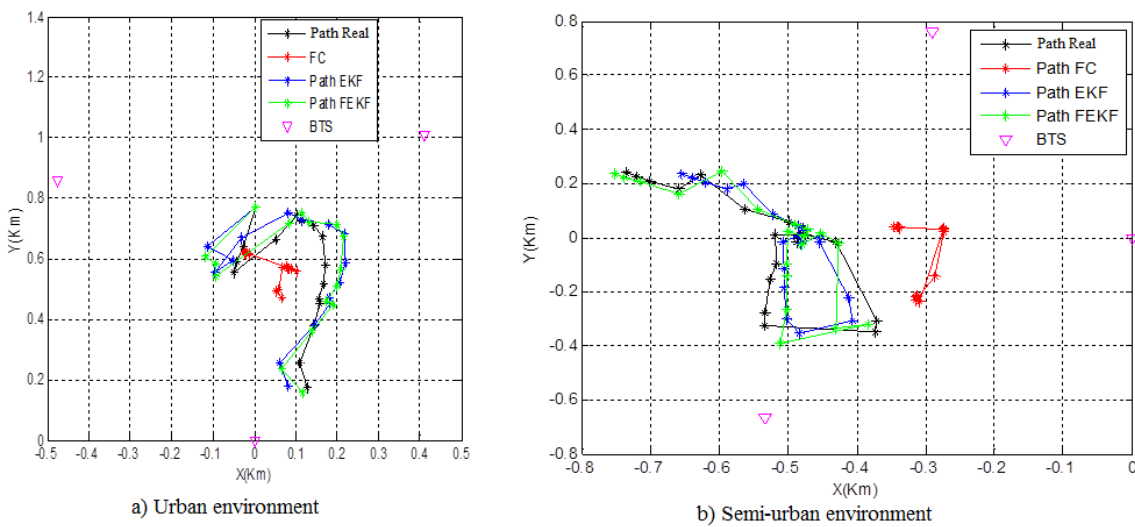 1.4
1.2
1
0.8
0.6
0.4
0.2
0
-0.5
-0.4
-0.3
-0.2
-0.1
0
0.1
0.2
0.3
0.4
0.5
Y(Km)
X(Km)
Path Real
FC
Path EKF
Path FEKF
BTS
a) Urban environment
0.8
0.6
0.4
0.2
0
-0.2
-0.4
-0.6
-0.8
-0.8
-0.7
-0.6
-0.5
-0.4
-0.3
-0.2
-0.1
0
Y(Km)
X(Km)
Path Real
Path FC
Path EKF
Path FEKF
BTS
b) Semi-urban environment